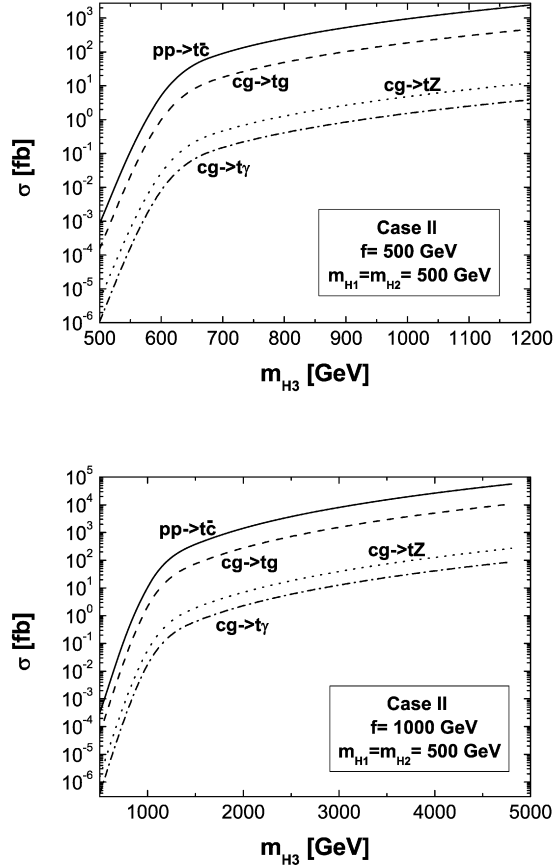 10³
10²
10¹
10⁰
10⁻¹
10⁻²
10⁻³
10⁻⁴
10⁻⁵
10⁻⁶
σ [fb]
pp->tc̄
cg->tg
cg->tZ
cg->tγ
Case II
f= 500 GeV
m_H1=m_H2= 500 GeV
500 600 700 800 900 1000 1100 1200
m_H3 [GeV]
10⁵
10⁴
10³
10²
10¹
10⁰
10⁻¹
10⁻²
10⁻³
10⁻⁴
10⁻⁵
10⁻⁶
σ [fb]
pp->tc̄
cg->tZ
cg->tg
cg->tγ
Case II
f= 1000 GeV
m_H1=m_H2= 500 GeV
1000 2000 3000 4000 5000
m_H3 [GeV]